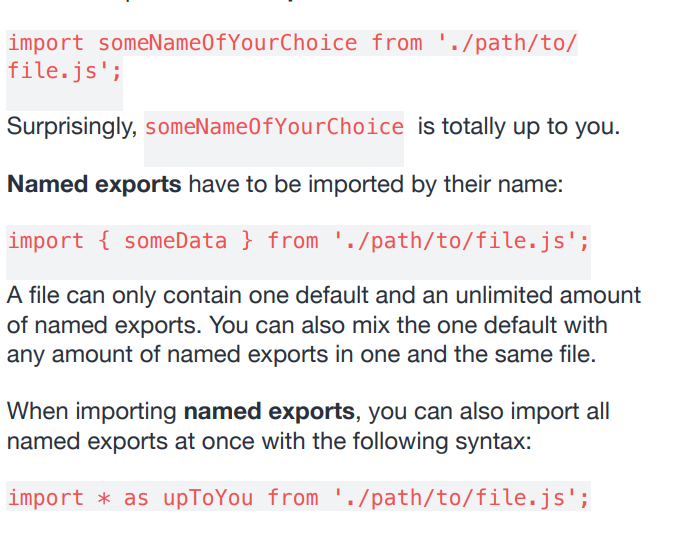 import someNameOfYourChoice from './path/to/
file.js';
Surprisingly, someNameOfYourChoice is totally up to you.
Named exports have to be imported by their name:
import { someData } from './path/to/file.js';
A file can only contain one default and an unlimited amount
of named exports. You can also mix the one default with
any amount of named exports in one and the same file.
When importing named exports, you can also import all
named exports at once with the following syntax:
import * as upToYou from './path/to/file.js';